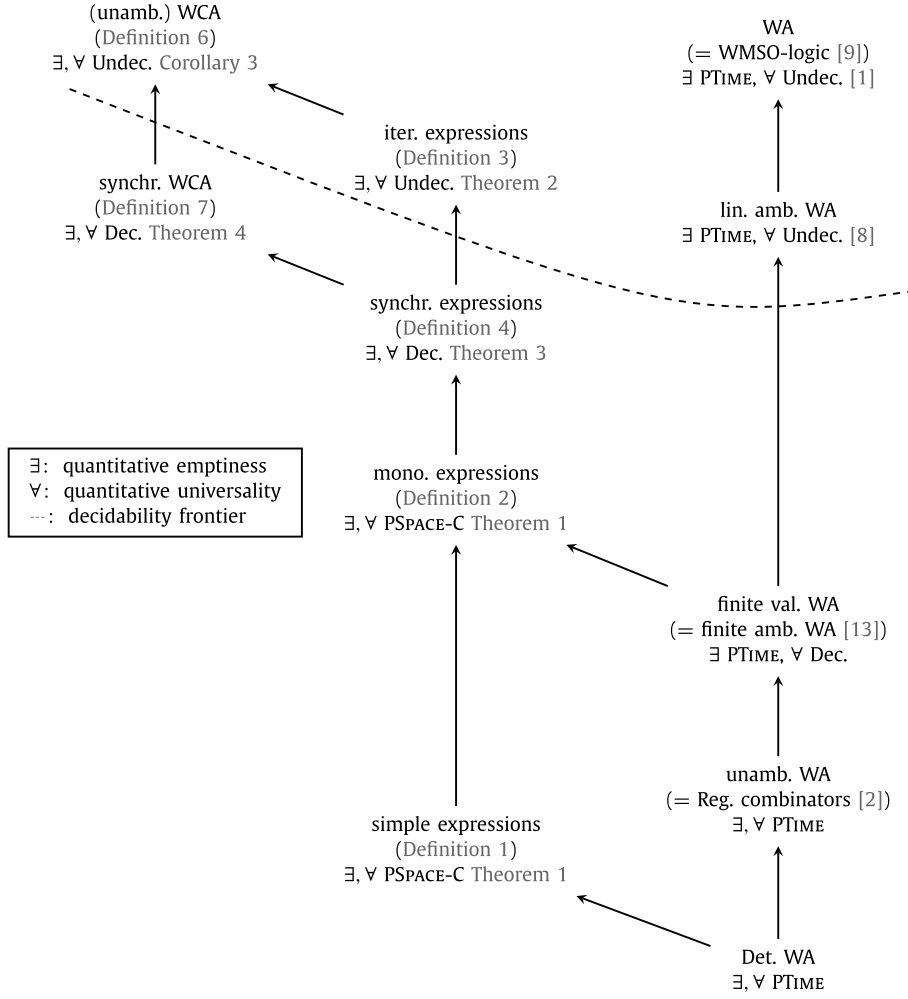 (unamb.) WCA
(Definition 6)
∃, ∀ Undec. Corollary 3
WA
(= WMSO-logic [9])
∃ PTIME, ∀ Undec. [1]
iter. expressions
(Definition 3)
∃, ∀ Undec. Theorem 2
synchr. WCA
(Definition 7)
∃, ∀ Dec. Theorem 4
lin. amb. WA
∃ PTIME, ∀ Undec. [8]
synchr. expressions
(Definition 4)
∃, ∀ Dec. Theorem 3
∃: quantitative emptiness
∀: quantitative universality
---: decidability frontier
mono. expressions
(Definition 2)
∃, ∀ PSPACE-C Theorem 1
finite val. WA
(= finite amb. WA [13])
∃ PTIME, ∀ Dec.
unamb. WA
(= Reg. combinators [2])
∃, ∀ PTIME
simple expressions
(Definition 1)
∃, ∀ PSPACE-C Theorem 1
Det. WA
∃, ∀ PTIME